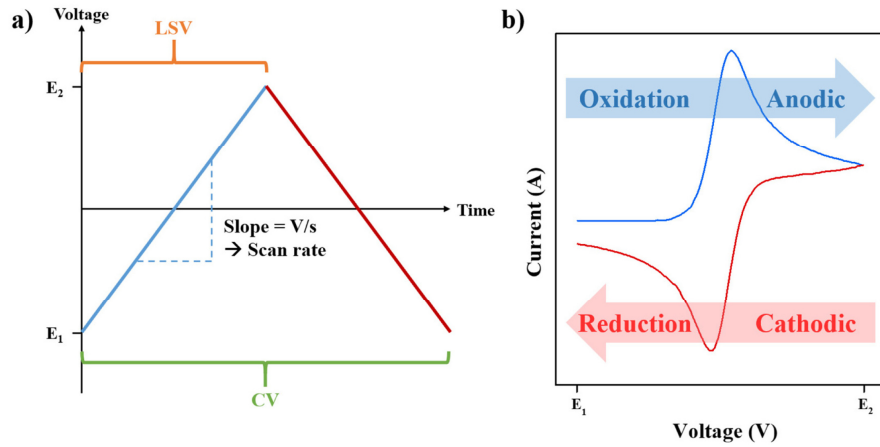 a)
Voltage
LSV
E2
Time
Slope = V/s
→ Scan rate
E1
CV
b)
Oxidation Anodic
Current (A)
Reduction Cathodic
E1 E2
Voltage (V)